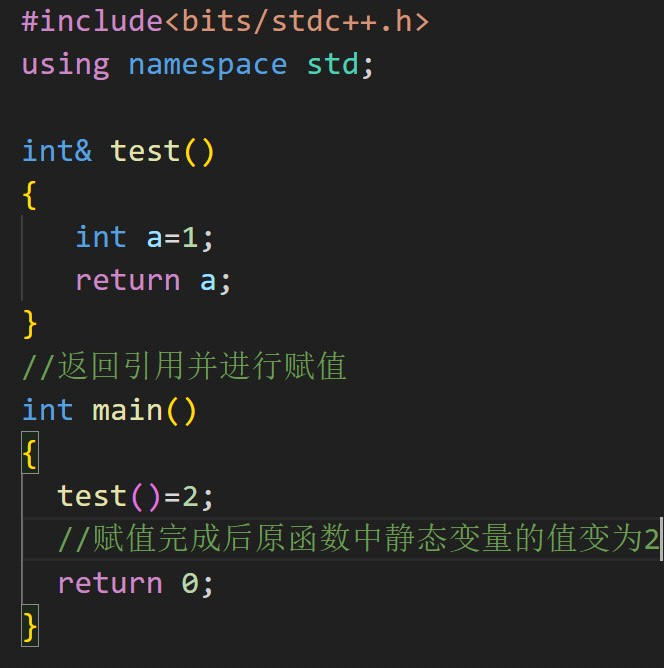 #include<bits/stdc++.h>
using namespace std;
int& test()
{
int a=1;
return a;
}
//返回引用并进行赋值
int main()
{
test()=2;
//赋值完成后原函数中静态变量的值变为2
return 0;
}